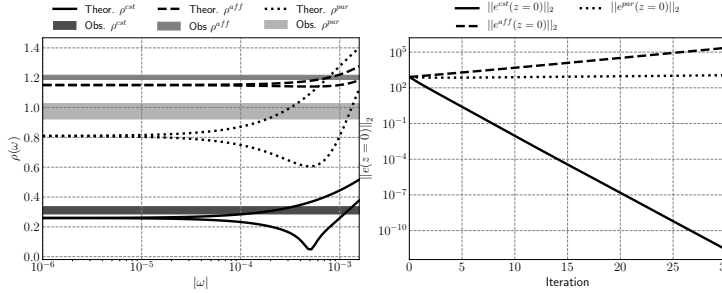 Theor. ρ^cst Theor. ρ^aff Theor. ρ^par
Obs. ρ^cst Obs ρ^aff Obs. ρ^par
1.4
1.2
1.0
0.8
0.6
0.4
0.2
0.0
ρ(ω)
10^−6 10^−5 10^−4 10^−3
|ω|
||e^cst(z = 0)||_2 ||e^par(z = 0)||_2
||e^aff(z = 0)||_2
10^5
10^2
10^−1
10^−4
10^−7
10^−10
||e(z = 0)||_2
0 5 10 15 20 25
Iteration